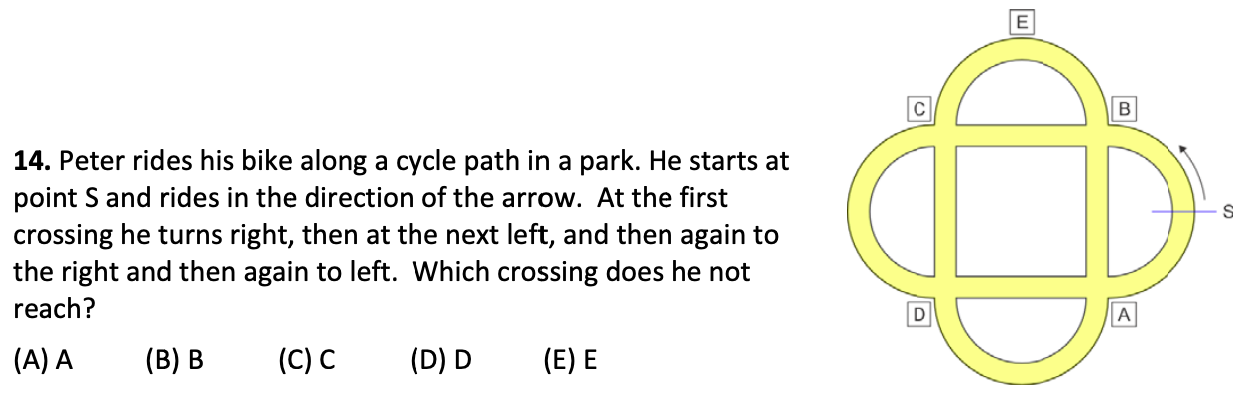 E
C
B
14. Peter rides his bike along a cycle path in a park. He starts at
point S and rides in the direction of the arrow.  At the first
S
crossing he turns right, then at the next left, and then again to
the right and then again to left.  Which crossing does he not
reach?
D
A
(A) A (B) B (C) C (D) D (E) E